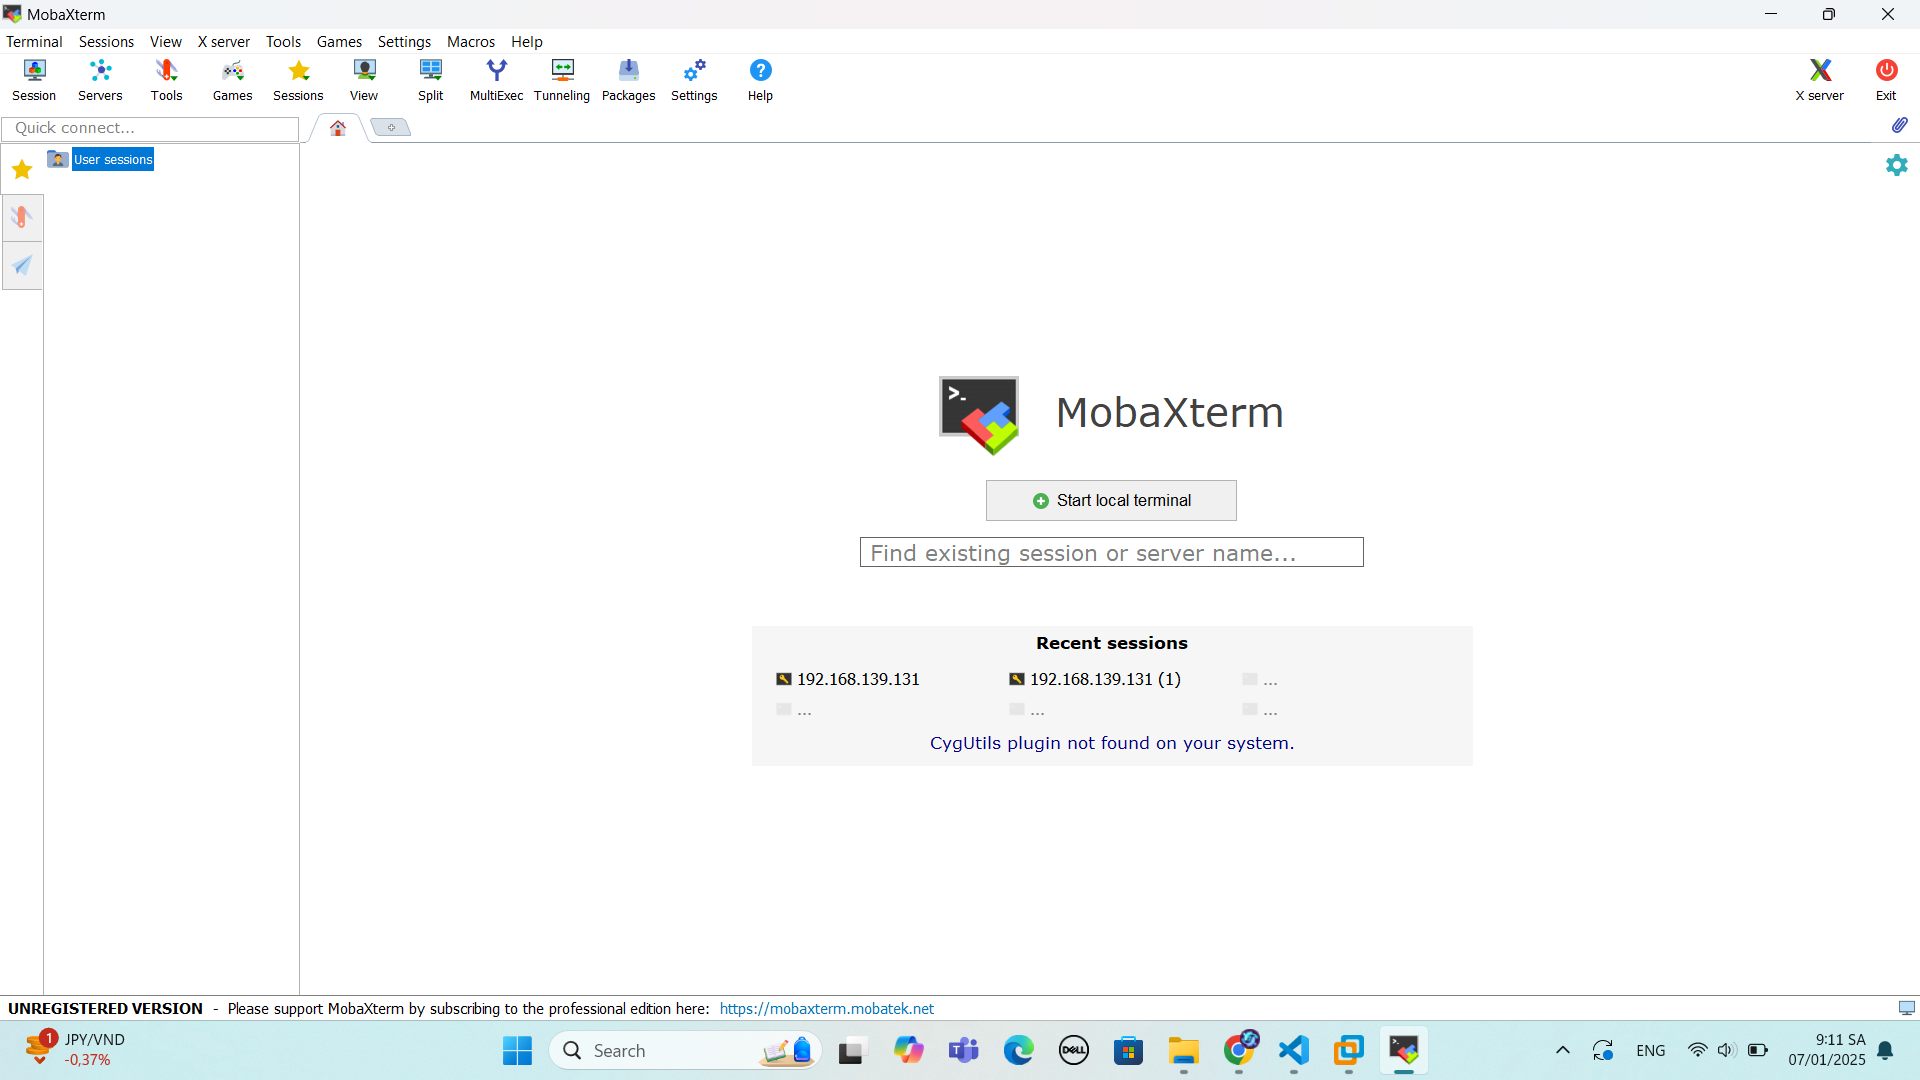 MobaXterm
Terminal Sessions View X server Tools Games Settings Macros Help
Session Servers Tools Games Sessions View Split MultiExec Tunneling Packages Settings Help X server Exit
Quick connect...
User sessions
>_
MobaXterm
Start local terminal
Find existing session or server name...
Recent sessions
192.168.139.131 192.168.139.131 (1) ...
... ... ...
CygUtils plugin not found on your system.
UNREGISTERED VERSION - Please support MobaXterm by subscribing to the professional edition here: https://mobaxterm.mobatek.net
1 JPY/VND
-0,37%
Search
DELL
ENG
9:11 SA
07/01/2025